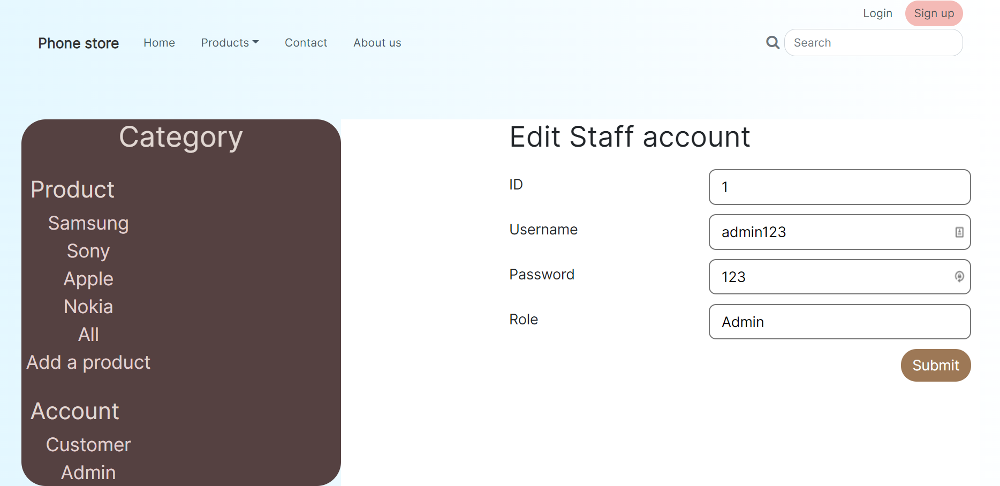 Login Sign up
Phone store Home Products Contact About us Search
Category
Product
Samsung
Sony
Apple
Nokia
All
Add a product
Account
Customer
Admin
Edit Staff account
ID 1
Username admin123
Password 123
Role Admin
Submit